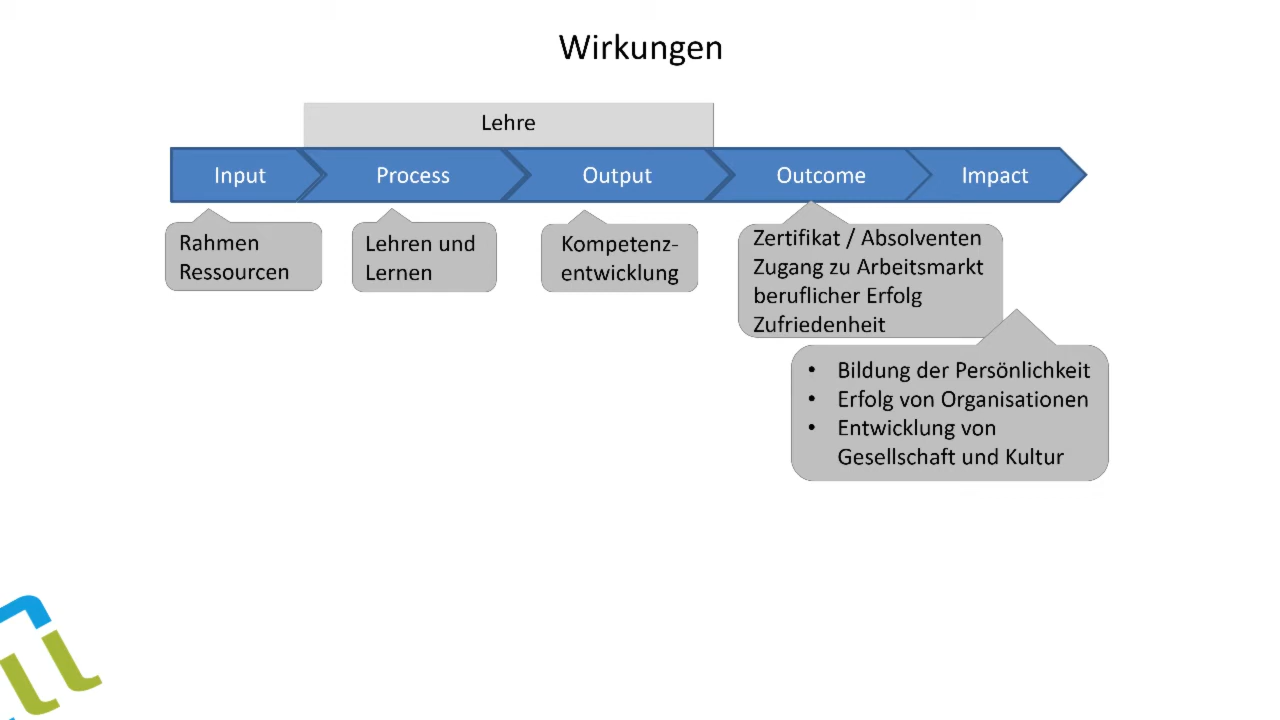 Wirkungen
Lehre
Input
Process
Output
Outcome
Impact
Rahmen
Ressourcen
Lehren und
Lernen
Kompetenz-
entwicklung
Zertifikat / Absolventen
Zugang zu Arbeitsmarkt
beruflicher Erfolg
Zufriedenheit
• Bildung der Persönlichkeit
• Erfolg von Organisationen
• Entwicklung von
Gesellschaft und Kultur